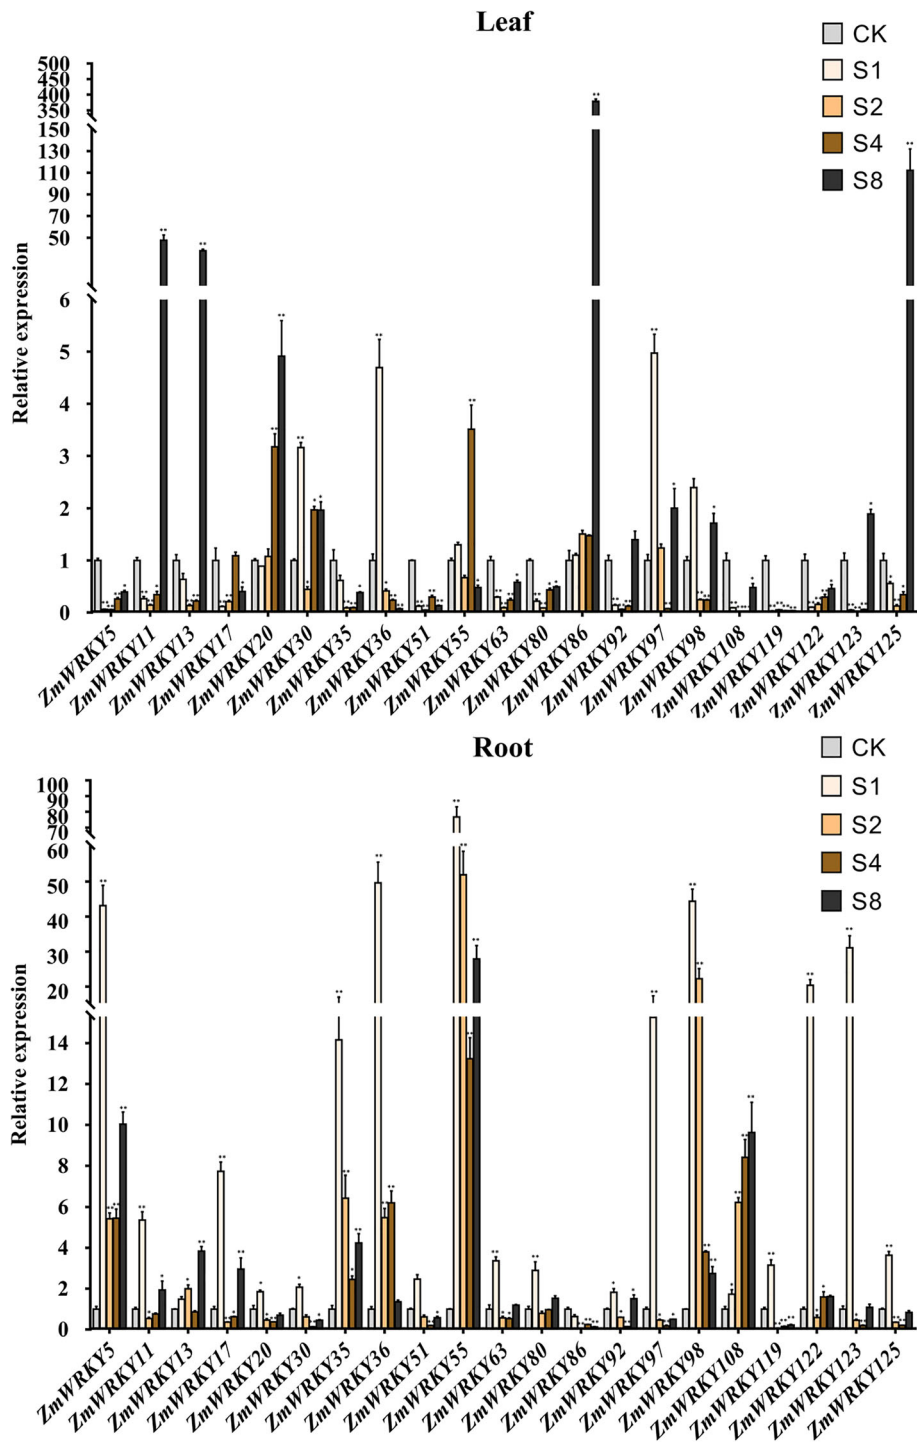 Leaf
CK
S1
S2
S4
S8
500
450
400
350
150
130
110
90
70
50
6
5
4
3
2
1
0
Relative expression
ZmWRKY5
ZmWRKY11
ZmWRKY13
ZmWRKY17
ZmWRKY20
ZmWRKY30
ZmWRKY35
ZmWRKY36
ZmWRKY51
ZmWRKY55
ZmWRKY63
ZmWRKY80
ZmWRKY86
ZmWRKY92
ZmWRKY97
ZmWRKY98
ZmWRKY108
ZmWRKY119
ZmWRKY122
ZmWRKY123
ZmWRKY125
Root
CK
S1
S2
S4
S8
100
90
80
70
60
50
40
30
20
14
12
10
8
6
4
2
0
Relative expression
ZmWRKY5
ZmWRKY11
ZmWRKY13
ZmWRKY17
ZmWRKY20
ZmWRKY30
ZmWRKY35
ZmWRKY36
ZmWRKY51
ZmWRKY55
ZmWRKY63
ZmWRKY80
ZmWRKY86
ZmWRKY92
ZmWRKY97
ZmWRKY98
ZmWRKY108
ZmWRKY119
ZmWRKY122
ZmWRKY123
ZmWRKY125